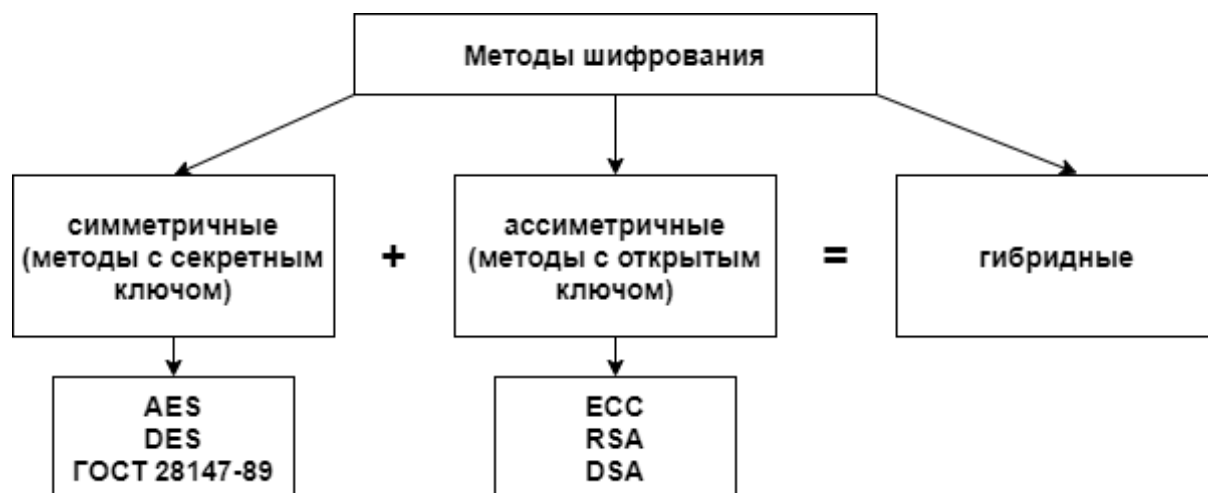 Методы шифрования
симметричные
(методы с секретным
ключом)
+
ассиметричные
(методы с открытым
ключом)
=
гибридные
AES
DES
ГОСТ 28147-89
ECC
RSA
DSA